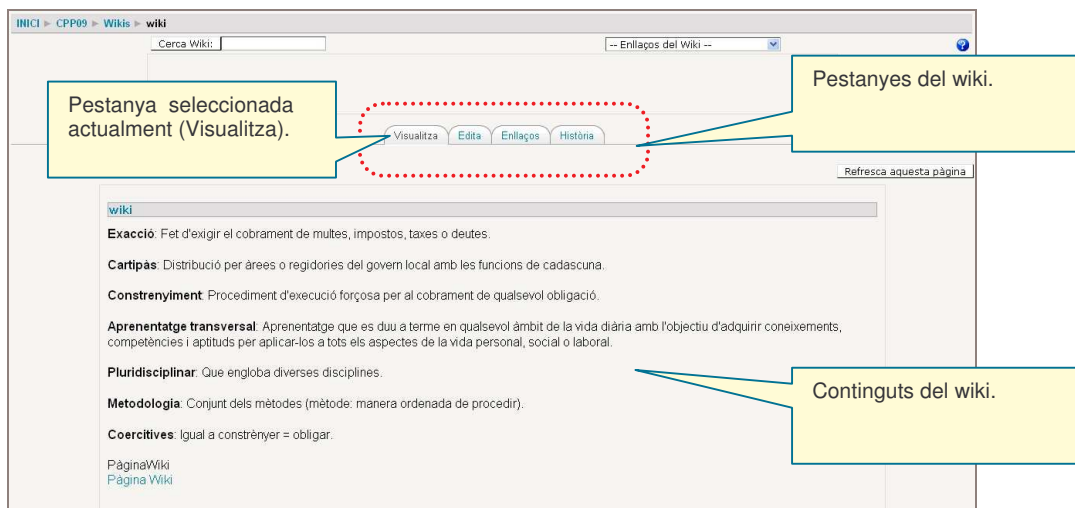 INICI ► CPP09 ► Wikis ► wiki
Cerca Wiki:
-- Enllaços del Wiki --
Pestanyes del wiki.
Pestanya seleccionada
actualment (Visualitza).
Visualitza Edita Enllaços Història
Refresca aquesta pàgina
wiki
Exacció: Fet d'exigir el cobrament de multes, impostos, taxes o deutes.
Cartipàs: Distribució per àrees o regidories del govern local amb les funcions de cadascuna.
Constrenyiment: Procediment d'execució forçosa per al cobrament de qualsevol obligació.
Aprenentatge transversal: Aprenentatge que es duu a terme en qualsevol àmbit de la vida diària amb l'objectiu d'adquirir coneixements,
competències i aptituds per aplicar-los a tots els aspectes de la vida personal, social o laboral.
Pluridisciplinar: Que engloba diverses disciplines.
Continguts del wiki.
Metodologia: Conjunt dels mètodes (mètode: manera ordenada de procedir).
Coercitives: Igual a constrènyer = obligar.
PàginaWiki
Pàgina Wiki